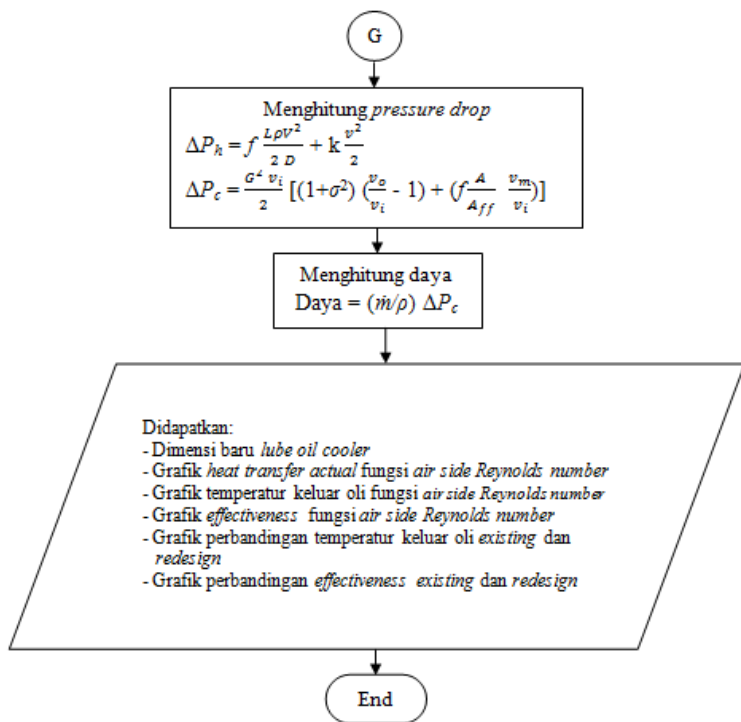 G
Menghitung pressure drop
ΔP_h = f LρV²/2 D + k v²/2
ΔP_c = G² v_i/2 [(1+σ²) (v_o/v_i - 1) + (f A/A_ff v_m/v_i)]
Menghitung daya
Daya = (ṁ/ρ) ΔP_c
Didapatkan:
- Dimensi baru lube oil cooler
- Grafik heat transfer actual fungsi air side Reynolds number
- Grafik temperatur keluar oli fungsi air side Reynolds number
- Grafik effectiveness fungsi air side Reynolds number
- Grafik perbandingan temperatur keluar oli existing dan
redesign
- Grafik perbandingan effectiveness existing dan redesign
End